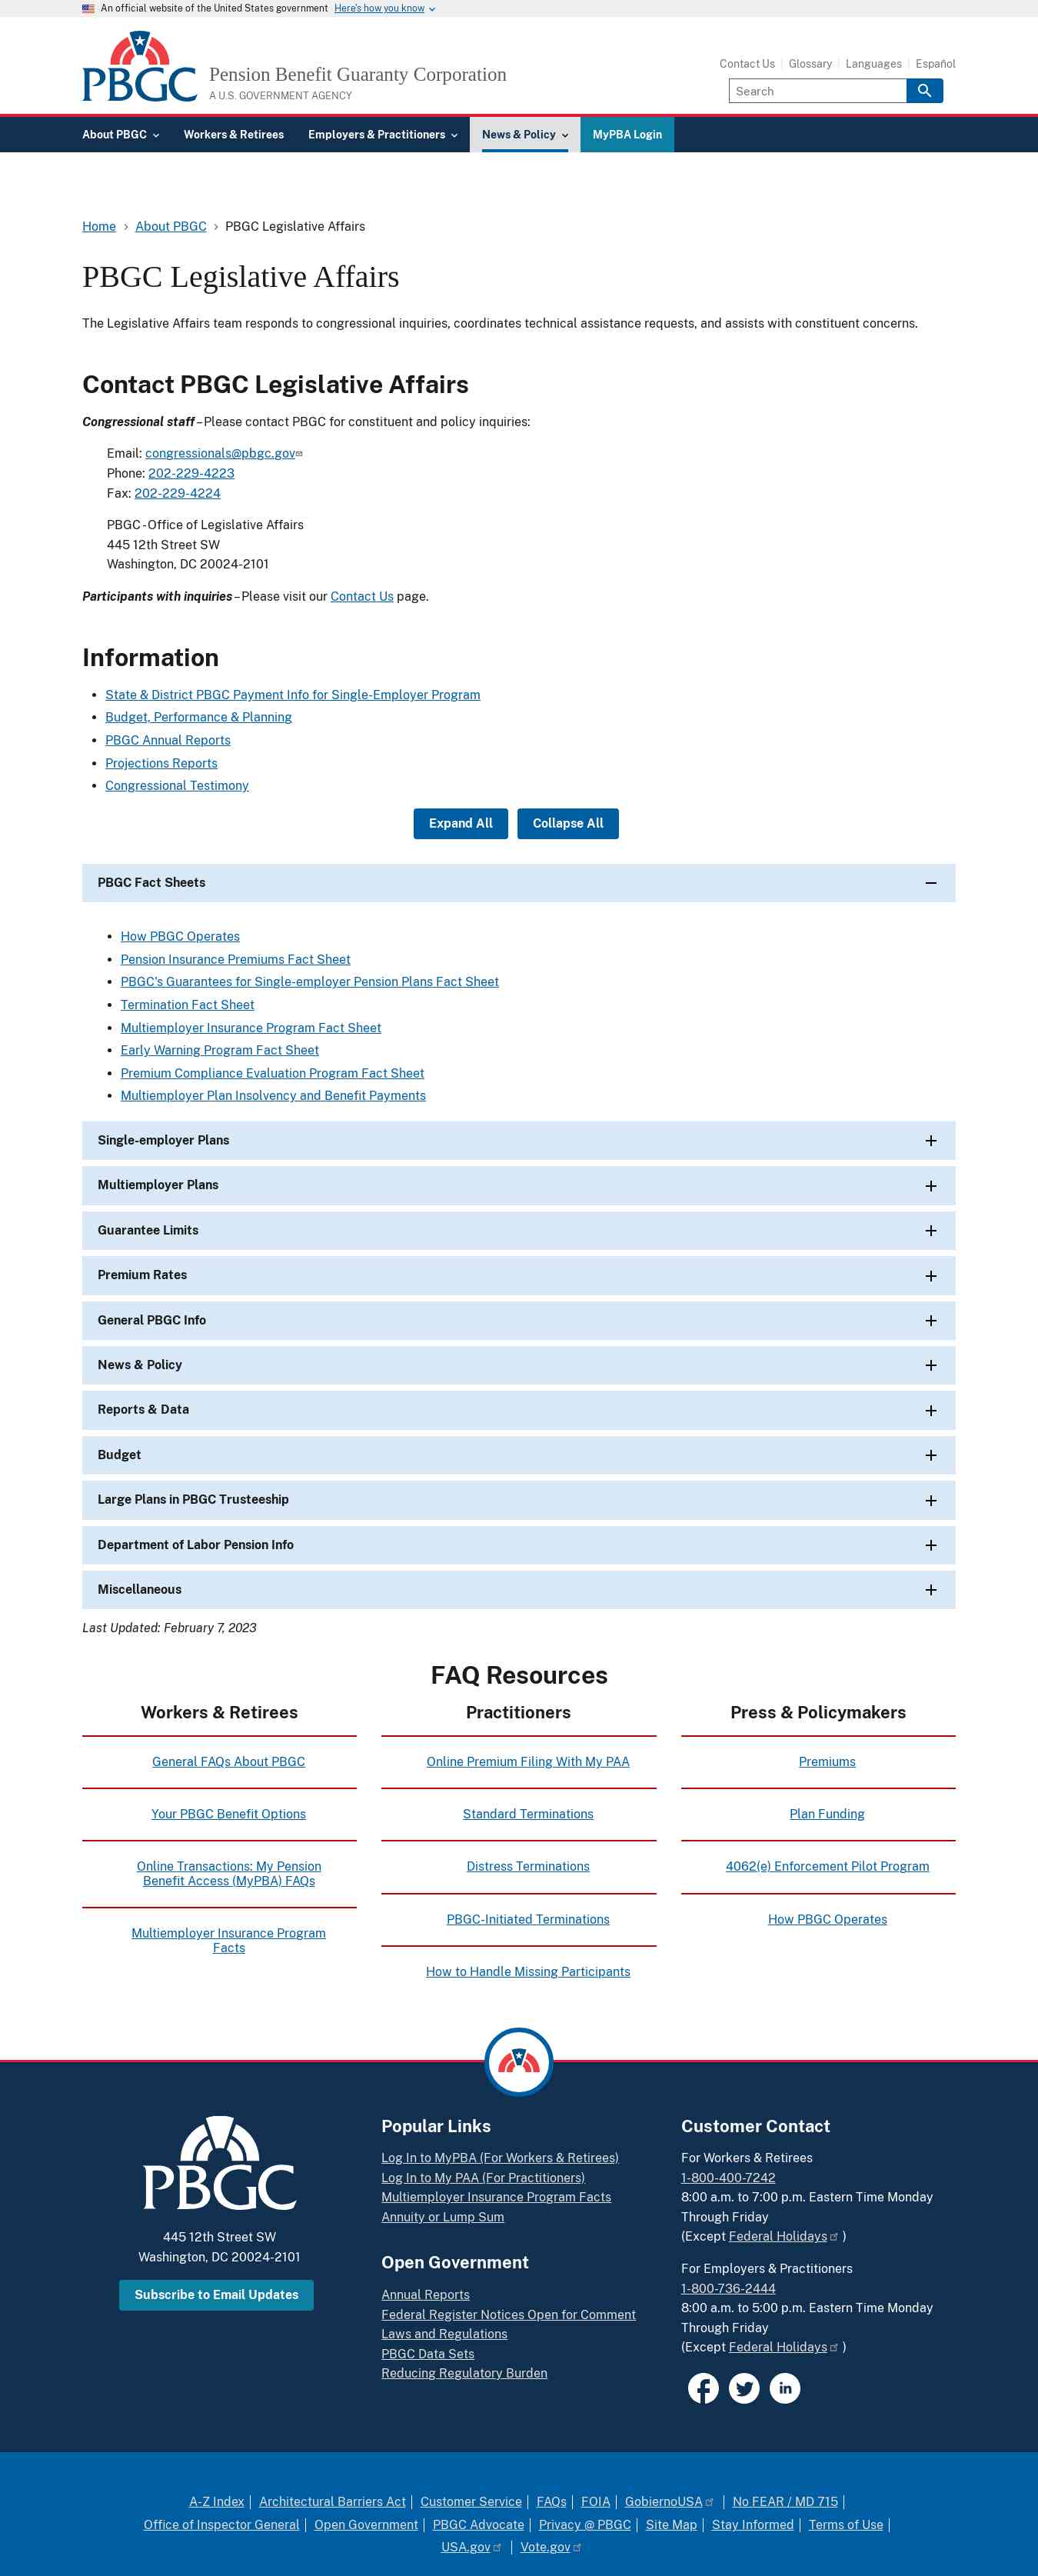 An official website of the United States government Here's how you know
PBGC
Pension Benefit Guaranty Corporation
A U.S. GOVERNMENT AGENCY
Contact Us Glossary Languages Español
Search
About PBGC Workers & Retirees Employers & Practitioners News & Policy MyPBA Login
Home About PBGC PBGC Legislative Affairs
PBGC Legislative Affairs
The Legislative Affairs team responds to congressional inquiries, coordinates technical assistance requests, and assists with constituent concerns.
Contact PBGC Legislative Affairs
Congressional staff – Please contact PBGC for constituent and policy inquiries:
Email: congressionals@pbgc.gov
Phone: 202-229-4223
Fax: 202-229-4224
PBGC - Office of Legislative Affairs
445 12th Street SW
Washington, DC 20024-2101
Participants with inquiries – Please visit our Contact Us page.
Information
State & District PBGC Payment Info for Single-Employer Program
Budget, Performance & Planning
PBGC Annual Reports
Projections Reports
Congressional Testimony
Expand All Collapse All
PBGC Fact Sheets
How PBGC Operates
Pension Insurance Premiums Fact Sheet
PBGC's Guarantees for Single-employer Pension Plans Fact Sheet
Termination Fact Sheet
Multiemployer Insurance Program Fact Sheet
Early Warning Program Fact Sheet
Premium Compliance Evaluation Program Fact Sheet
Multiemployer Plan Insolvency and Benefit Payments
Single-employer Plans
Multiemployer Plans
Guarantee Limits
Premium Rates
General PBGC Info
News & Policy
Reports & Data
Budget
Large Plans in PBGC Trusteeship
Department of Labor Pension Info
Miscellaneous
Last Updated: February 7, 2023
FAQ Resources
Workers & Retirees
General FAQs About PBGC
Your PBGC Benefit Options
Online Transactions: My Pension
Benefit Access (MyPBA) FAQs
Multiemployer Insurance Program
Facts
Practitioners
Online Premium Filing With My PAA
Standard Terminations
Distress Terminations
PBGC-Initiated Terminations
How to Handle Missing Participants
Press & Policymakers
Premiums
Plan Funding
4062(e) Enforcement Pilot Program
How PBGC Operates
PBGC
445 12th Street SW
Washington, DC 20024-2101
Subscribe to Email Updates
Popular Links
Log In to MyPBA (For Workers & Retirees)
Log In to My PAA (For Practitioners)
Multiemployer Insurance Program Facts
Annuity or Lump Sum
Open Government
Annual Reports
Federal Register Notices Open for Comment
Laws and Regulations
PBGC Data Sets
Reducing Regulatory Burden
Customer Contact
For Workers & Retirees
1-800-400-7242
8:00 a.m. to 7:00 p.m. Eastern Time Monday
Through Friday
(Except Federal Holidays )
For Employers & Practitioners
1-800-736-2444
8:00 a.m. to 5:00 p.m. Eastern Time Monday
Through Friday
(Except Federal Holidays )
in
A-Z Index Architectural Barriers Act Customer Service FAQs FOIA GobiernoUSA No FEAR / MD 715
Office of Inspector General Open Government PBGC Advocate Privacy @ PBGC Site Map Stay Informed Terms of Use
USA.gov Vote.gov